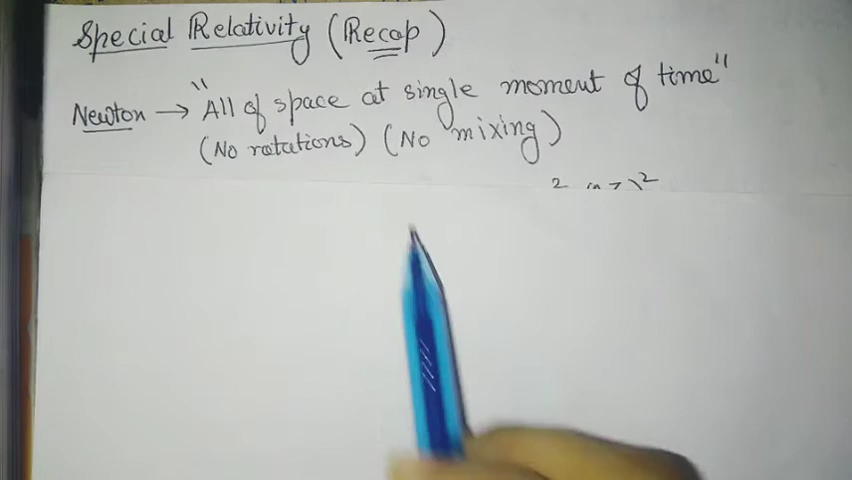 Special Relativity (Recap)
Newton → "All of space at single moment of time"
(No rotations) (No mixing)